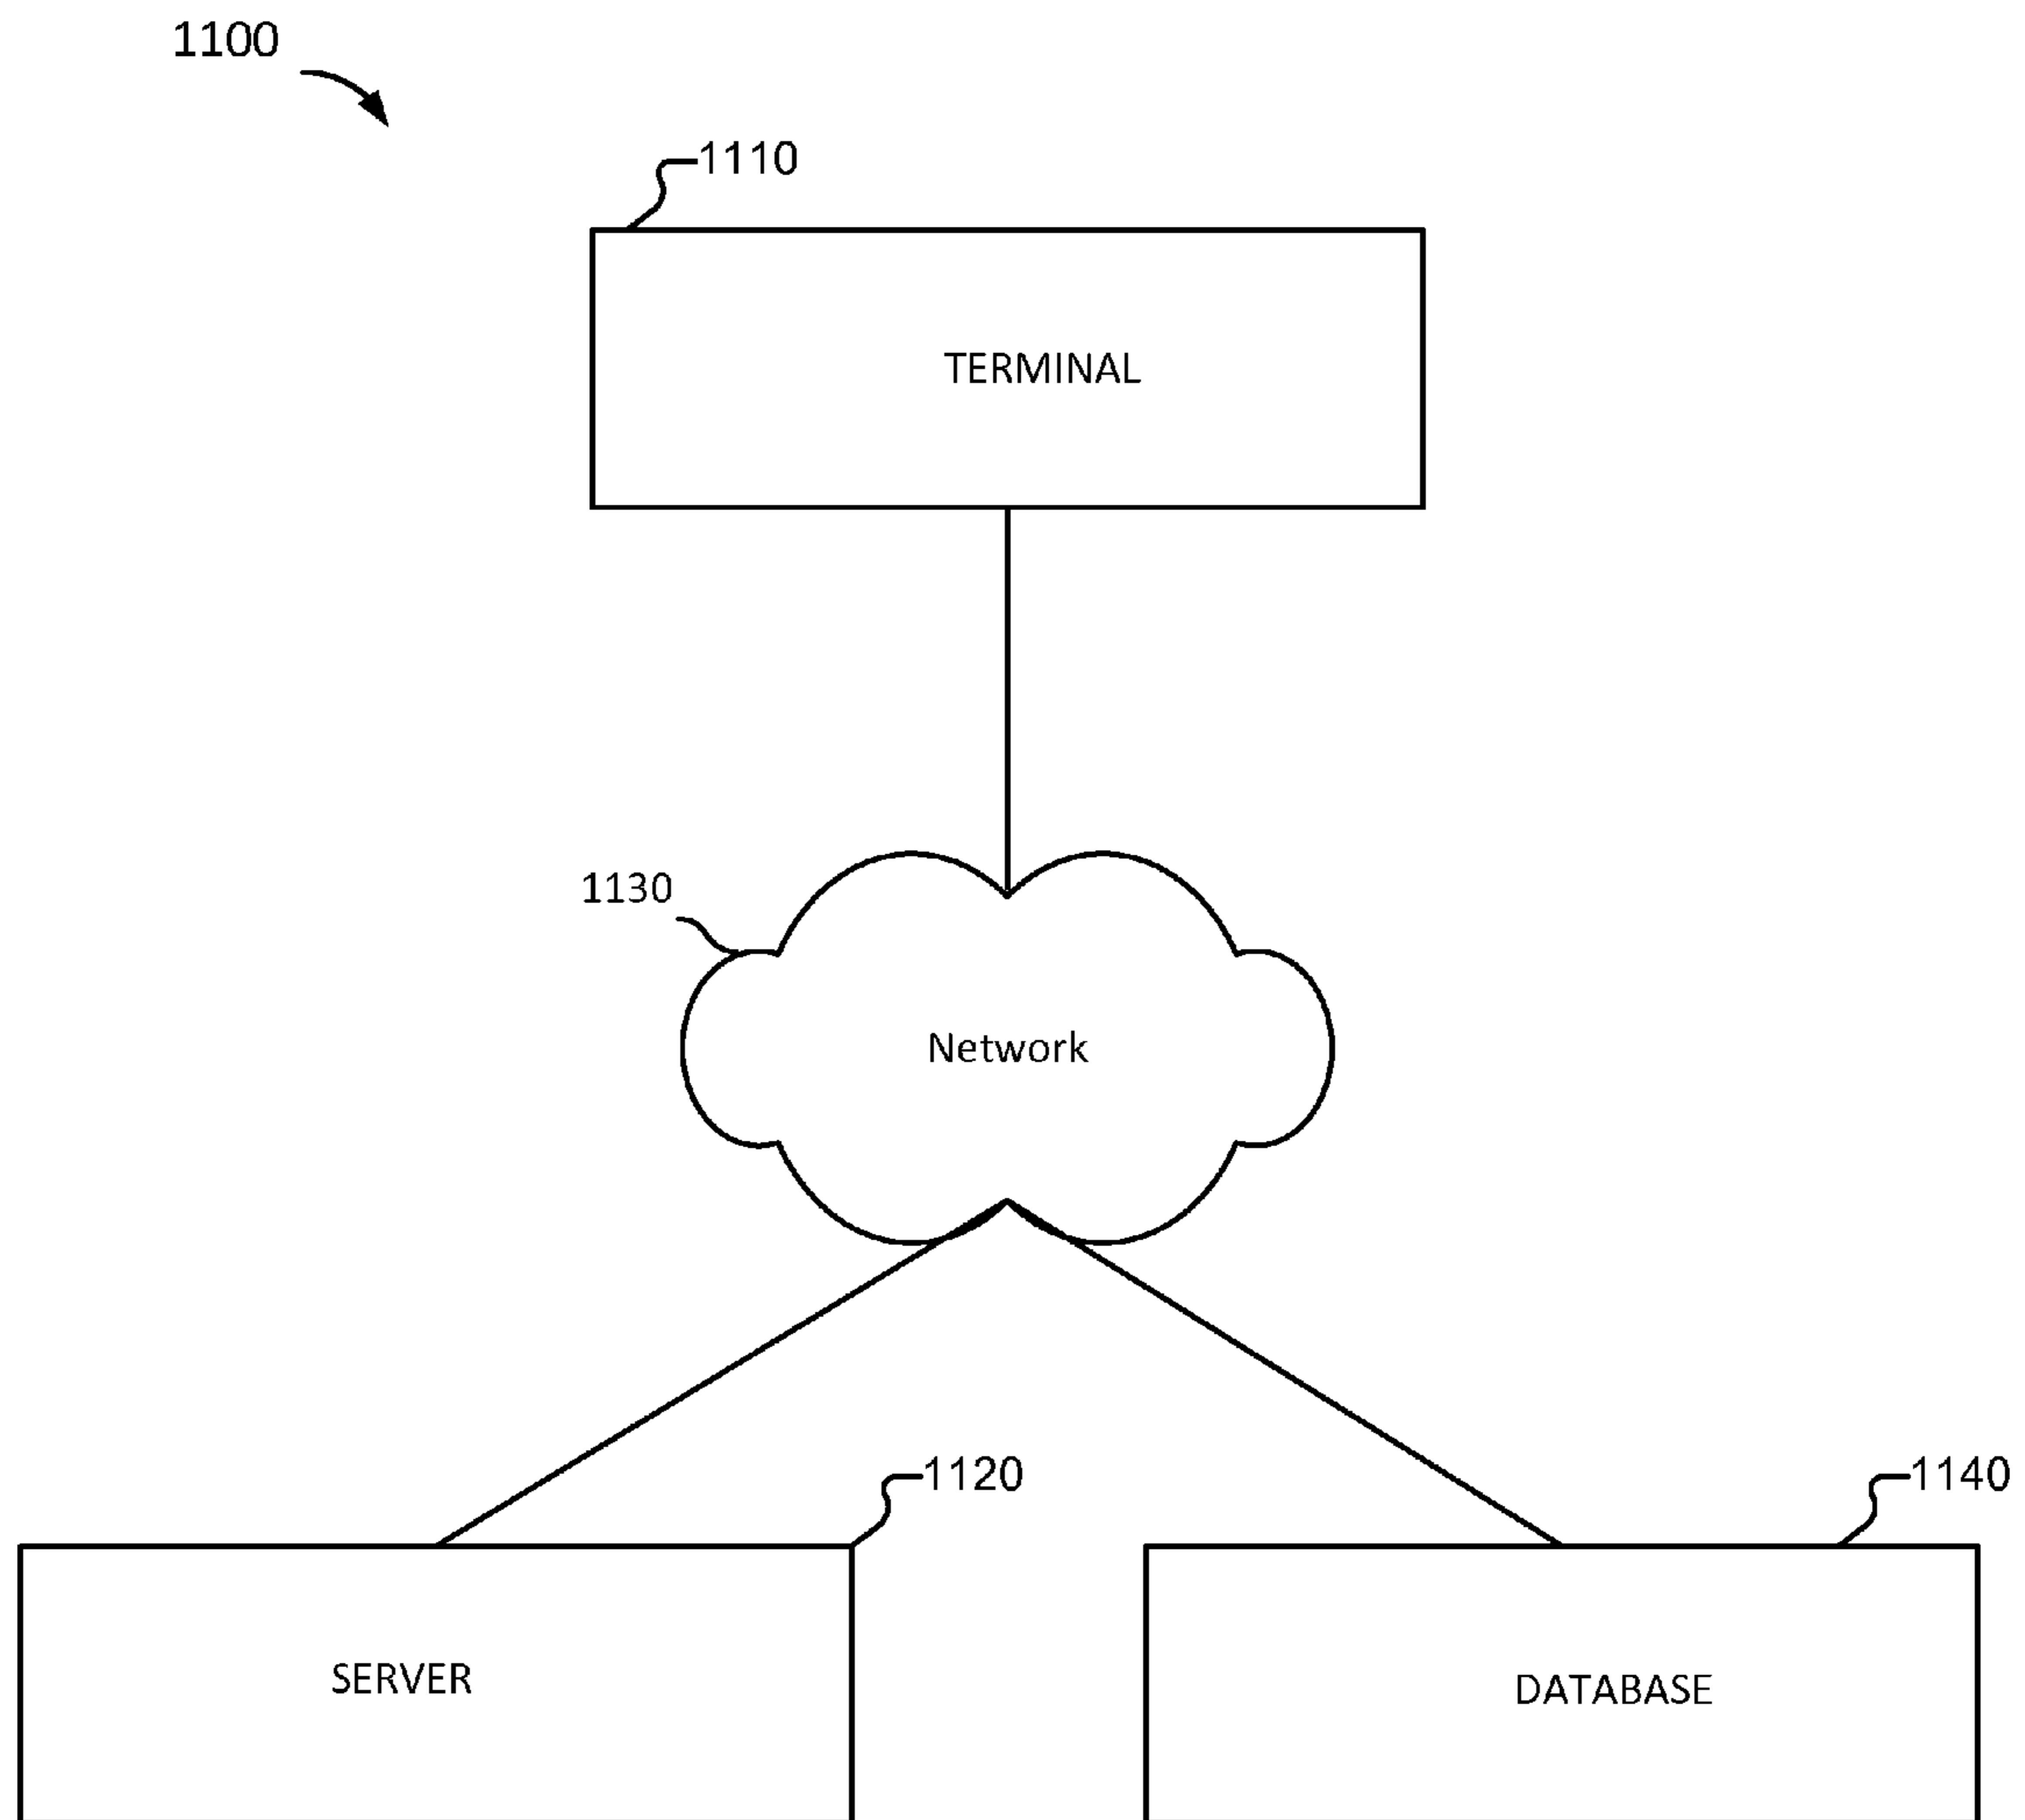 1100
1110
TERMINAL
1130
Network
1120
1140
SERVER
DATABASE